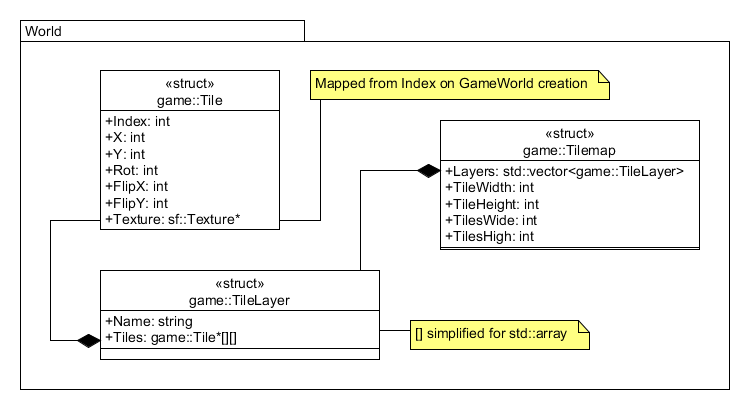 World
«struct»
game::Tile
+Index: int
+X: int
+Y: int
+Rot: int
+FlipX: int
+FlipY: int
+Texture: sf::Texture*
Mapped from Index on GameWorld creation
«struct»
game::Tilemap
+Layers: std::vector<game::TileLayer>
+TileWidth: int
+TileHeight: int
+TilesWide: int
+TilesHigh: int
«struct»
game::TileLayer
+Name: string
+Tiles: game::Tile*[][]
[] simplified for std::array